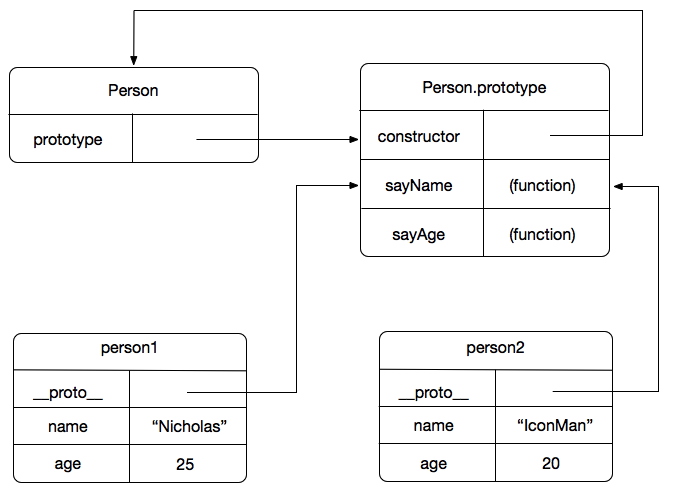 Person
prototype
Person.prototype
constructor
sayName (function)
sayAge (function)
person1
__proto__
name “Nicholas”
age 25
person2
__proto__
name “IconMan”
age 20